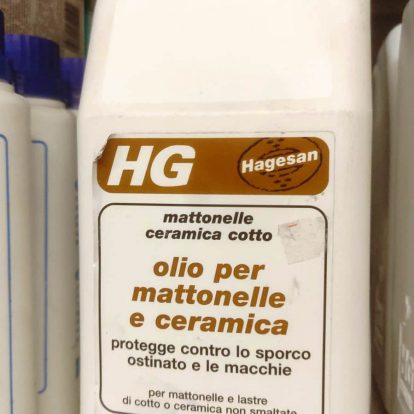 HG
Hagesan
mattonelle
ceramica cotto
olio per
mattonelle
e ceramica
protegge contro lo sporco
ostinato e le macchie
per mattonelle e lastre
di cotto o ceramica non smaltate